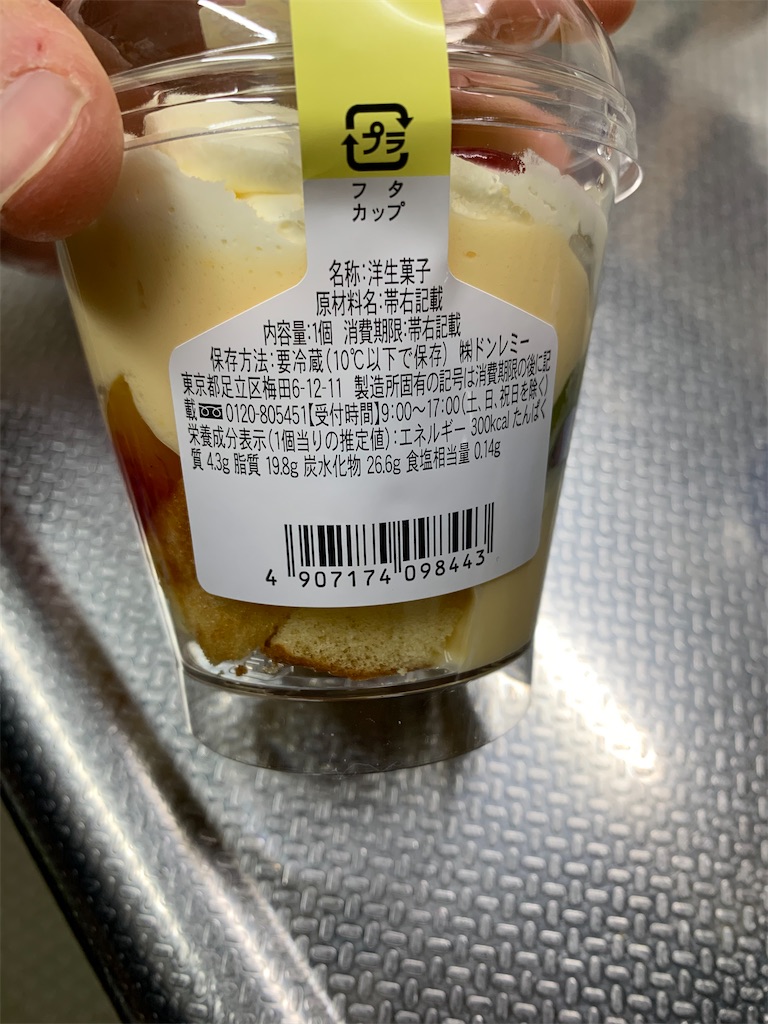 プラ
フタ
カップ
名称:洋生菓子
原材料名:帯右記載
内容量:1個 消費期限:帯右記載
保存方法:要冷蔵(10℃以下で保存) ㈱ドンレミー
東京都足立区梅田6-12-11 製造所固有の記号は消費期限の後に記
載 0120-805451【受付時間】9:00〜17:00(土、日、祝日を除く)
栄養成分表示(1個当りの推定値):エネルギー 300kcal たんぱく
質 4.3g 脂質 19.8g 炭水化物 26.6g 食塩相当量 0.14g
4 907174 098443